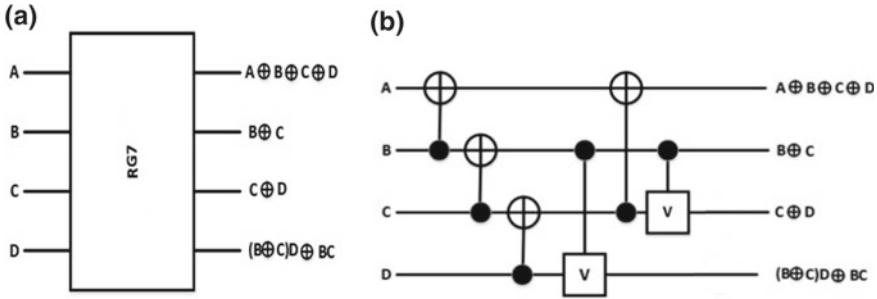 (a)
A A⊕B⊕C⊕D
B B⊕C
RG7
C C⊕D
D (B⊕C)D⊕BC
(b)
A A⊕B⊕C⊕D
B B⊕C
C V C⊕D
D V (B⊕C)D⊕BC